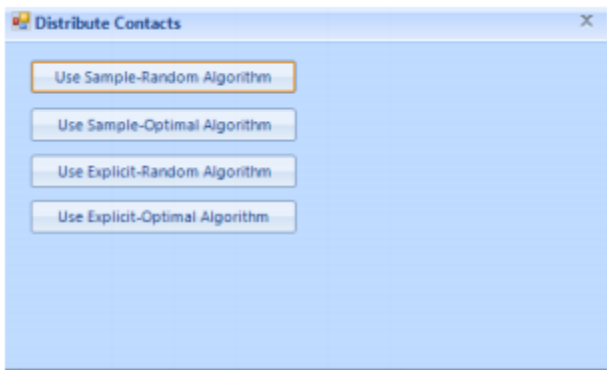 Distribute Contacts
Use Sample-Random Algorithm
Use Sample-Optimal Algorithm
Use Explicit-Random Algorithm
Use Explicit-Optimal Algorithm